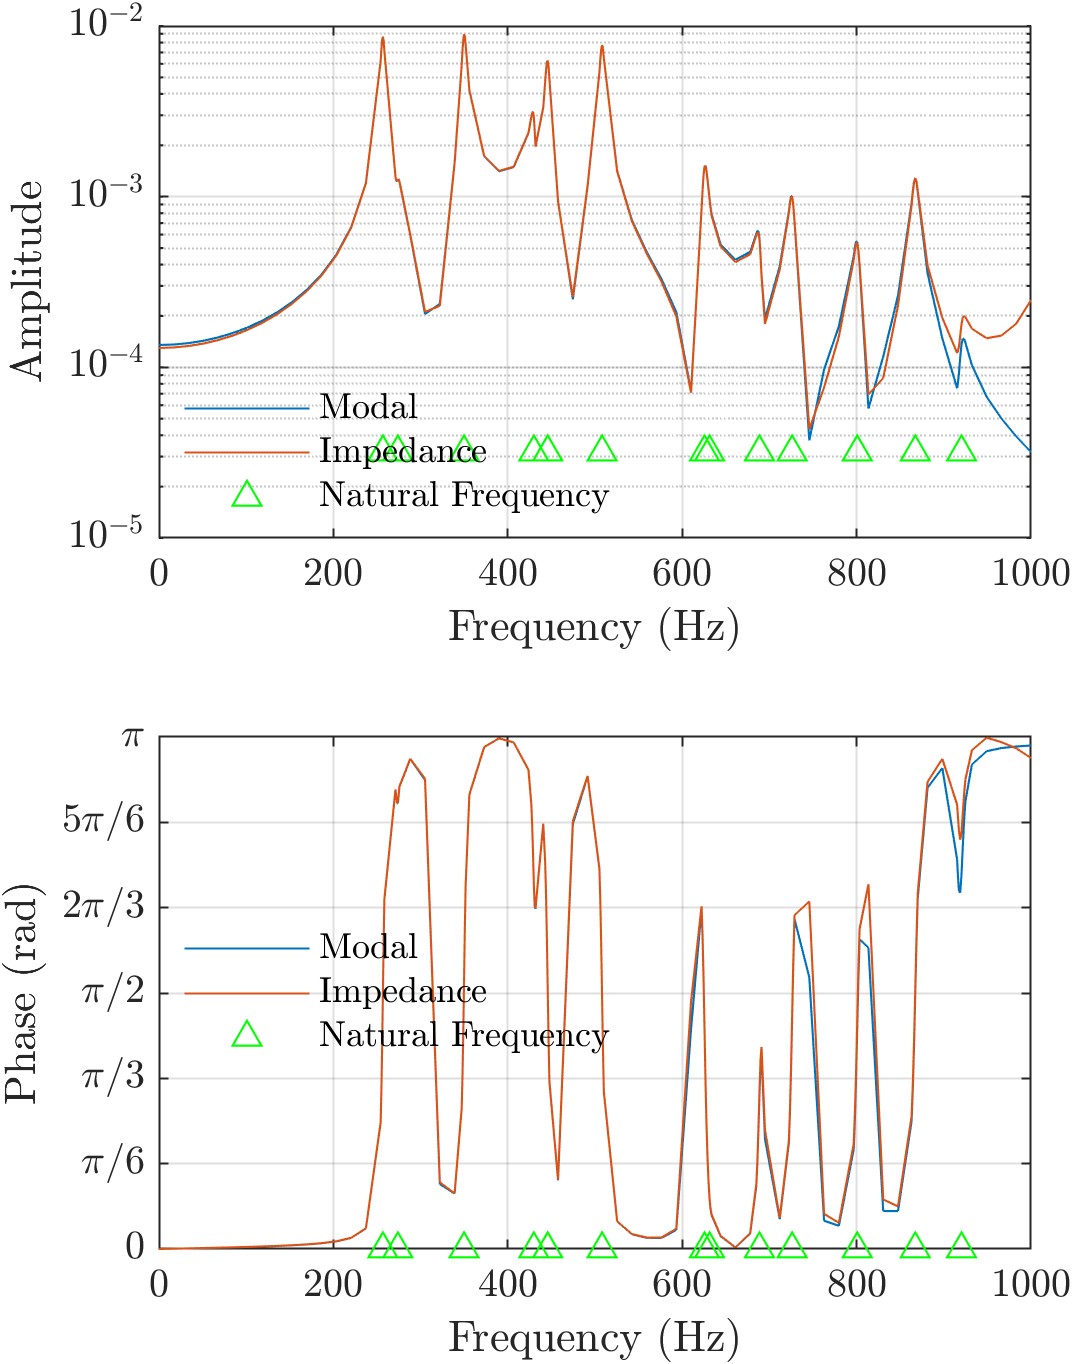 10⁻²
10⁻³
10⁻⁴
10⁻⁵
Amplitude
Modal
Impedance
Natural Frequency
0 200 400 600 800 1000
Frequency (Hz)
π
5π/6
2π/3
π/2
π/3
π/6
0
Phase (rad)
Modal
Impedance
Natural Frequency
0 200 400 600 800 1000
Frequency (Hz)